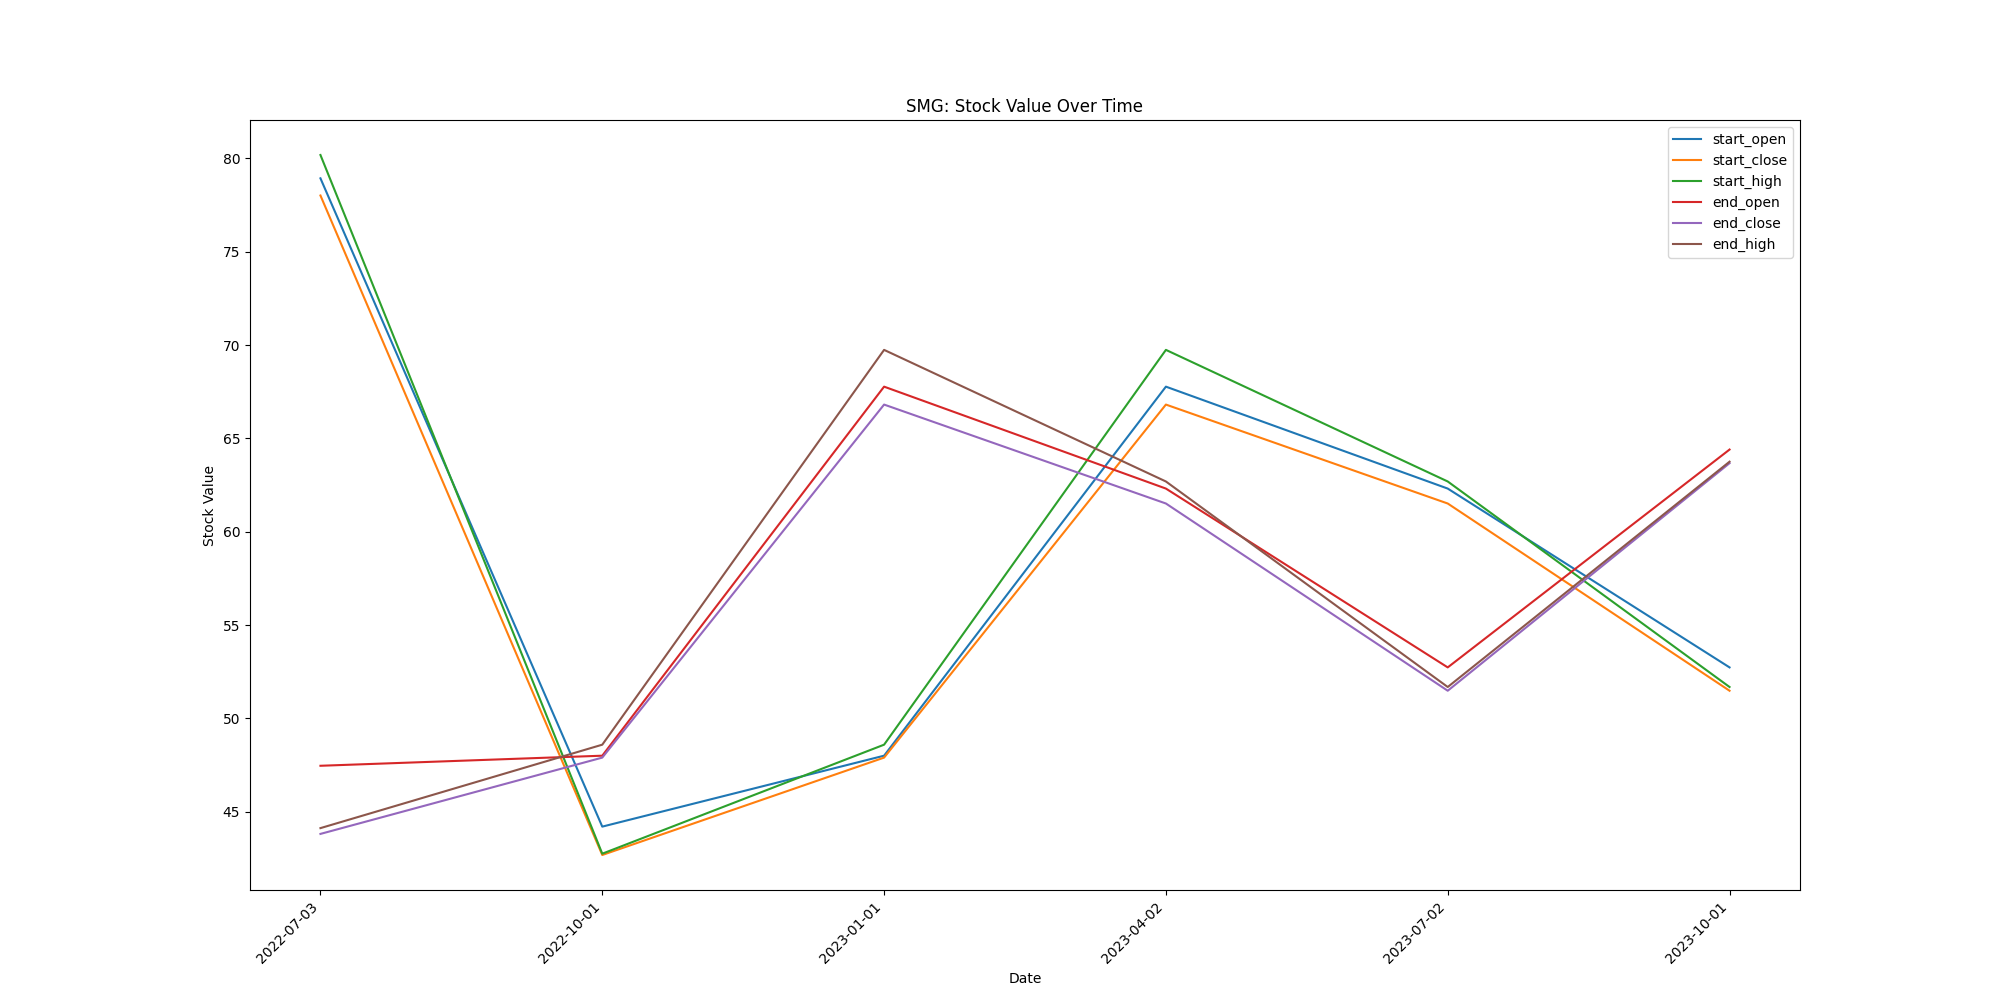 SMG: Stock Value Over Time
start_open
start_close
start_high
end_open
end_close
end_high
80
75
70
65
60
55
50
45
Stock Value
2022-07-03
2022-10-01
2023-01-01
2023-04-02
2023-07-02
2023-10-01
Date